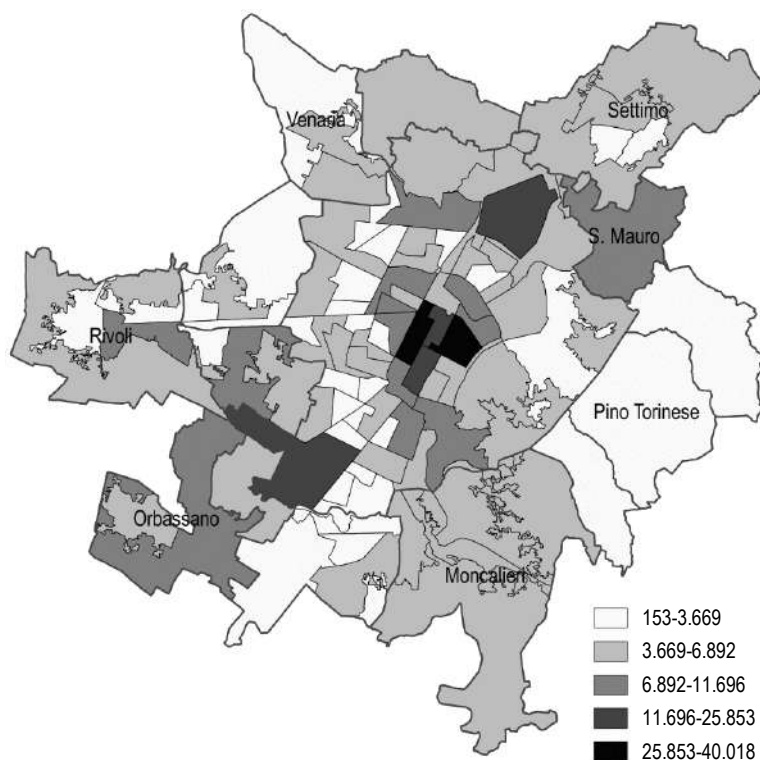 Venaria
Settimo
S. Mauro
Rivoli
Pino Torinese
Orbassano
Moncalieri
153-3.669
3.669-6.892
6.892-11.696
11.696-25.853
25.853-40.018